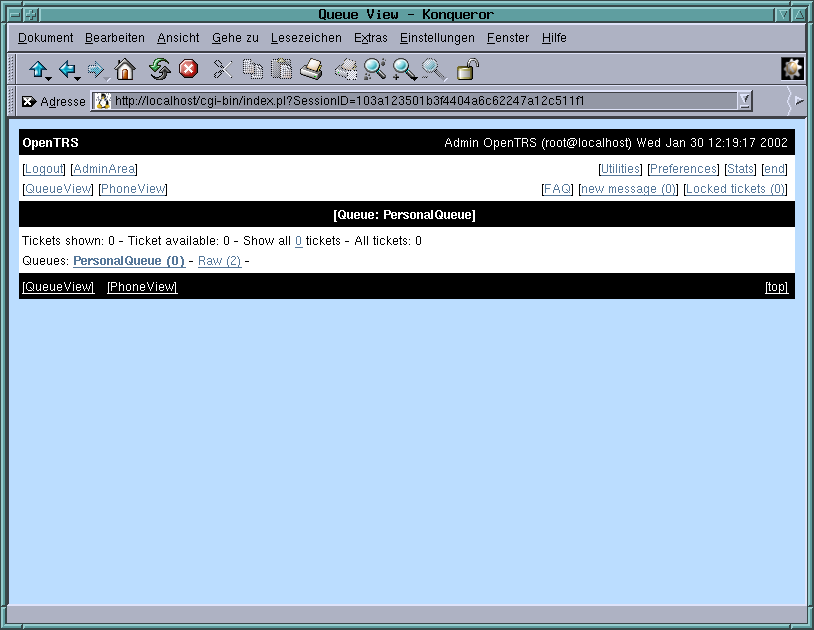 Queue View - Konqueror
Dokument Bearbeiten Ansicht Gehe zu Lesezeichen Extras Einstellungen Fenster Hilfe
Adresse http://localhost/cgi-bin/index.pl?SessionID=103a123501b3f4404a6c62247a12c511f1
OpenTRS Admin OpenTRS (root@localhost) Wed Jan 30 12:19:17 2002
[Logout] [AdminArea] [Utilities] [Preferences] [Stats] [end]
[QueueView] [PhoneView] [FAQ] [new message (0)] [Locked tickets (0)]
[Queue: PersonalQueue]
Tickets shown: 0 - Ticket available: 0 - Show all 0 tickets - All tickets: 0
Queues: PersonalQueue (0) - Raw (2) -
[QueueView] [PhoneView] [top]